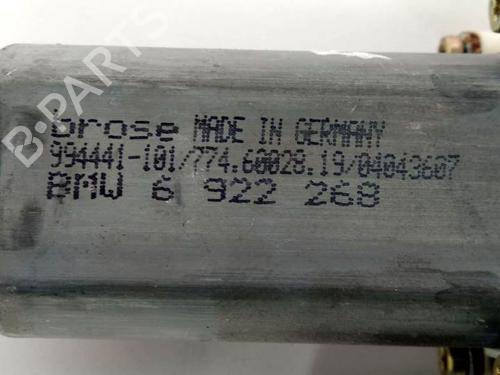 brose MADE IN GERMANY
994441-101/774.60028.19/04043607
BMW 6 922 268
B-PARTS